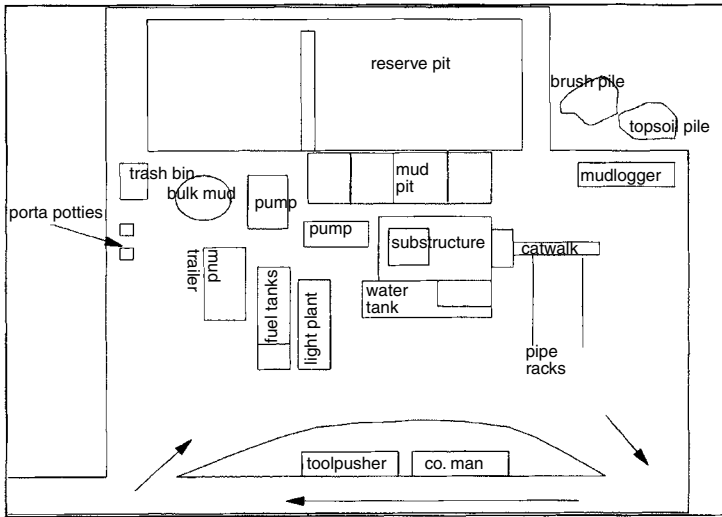 reserve pit
brush pile
topsoil pile
trash bin
bulk mud
pump
mud
pit
mudlogger
porta potties
pump
substructure
catwalk
mud
trailer
fuel tanks
light plant
water
tank
pipe
racks
toolpusher
co. man